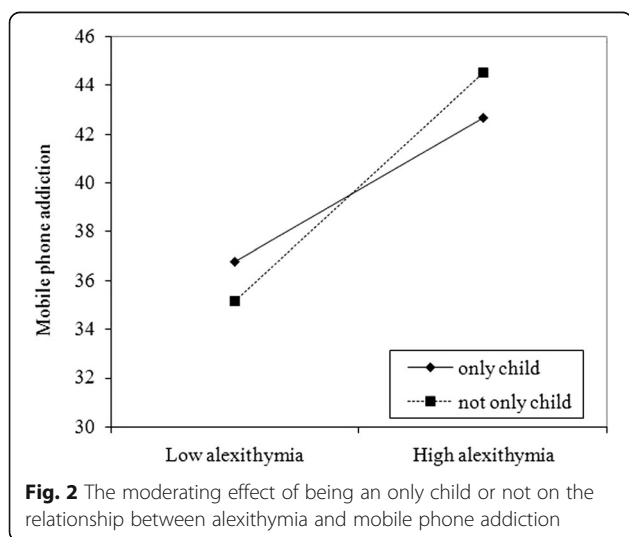 46
44
42
40
38
36
34
32
30
Mobile phone addiction
only child
not only child
Low alexithymia High alexithymia
Fig. 2 The moderating effect of being an only child or not on the
relationship between alexithymia and mobile phone addiction